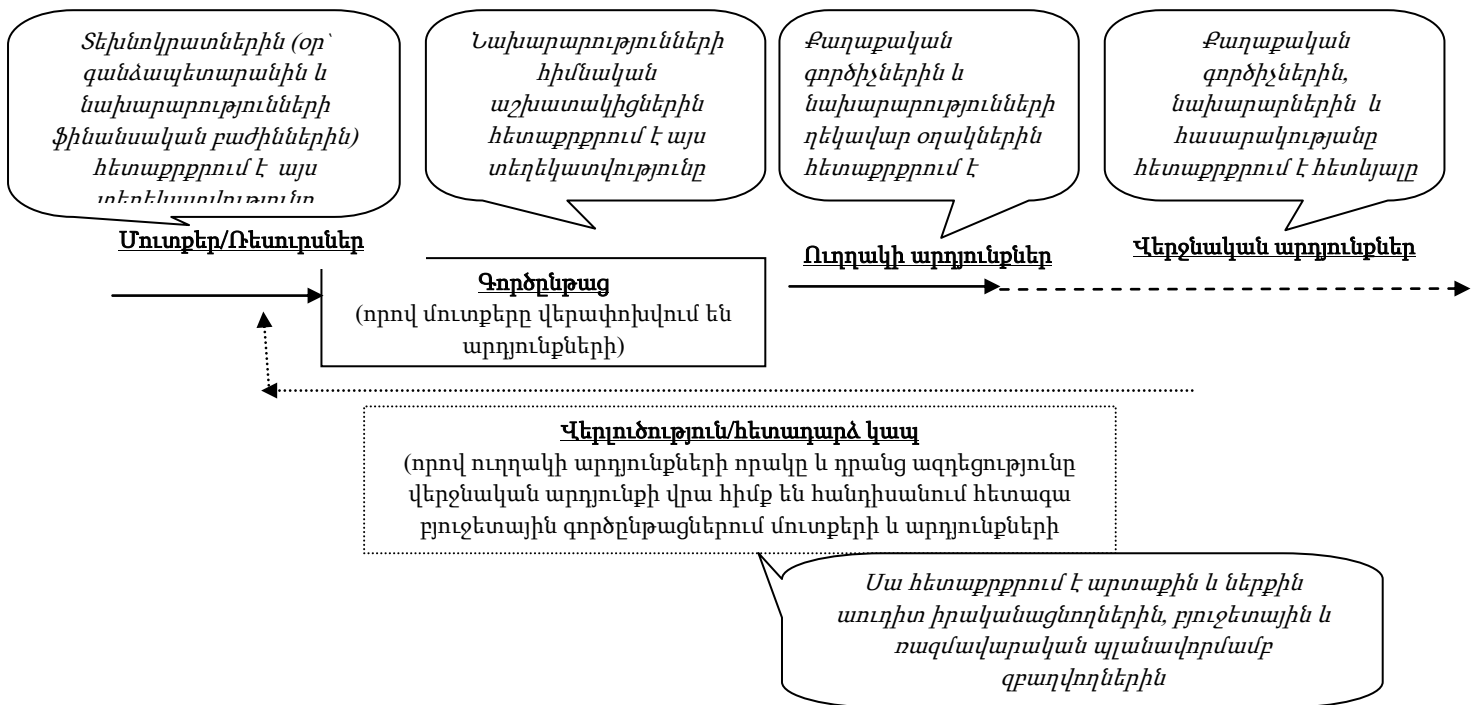 Տեխնոկրատներին (օր՝
գանձապետարանին և
նախարարությունների
ֆինանսական բաժիններին)
հետաքրքրում է այս
տեղեկատվությունը
Նախարարությունների
հիմնական
աշխատակիցներին
հետաքրքրում է այս
տեղեկատվությունը
Քաղաքական
գործիչներին և
նախարարությունների
ղեկավար օղակներին
հետաքրքրում է
Քաղաքական
գործիչներին,
նախարարներին և
հասարակությանը
հետաքրքրում է հետևյալը
Մուտքեր/Ռեսուրսներ
Գործընթաց
(որով մուտքերը վերափոխվում են
արդյունքների)
Ուղղակի արդյունքներ
Վերջնական արդյունքներ
Վերլուծություն/հետադարձ կապ
(որով ուղղակի արդյունքների որակը և դրանց ազդեցությունը
վերջնական արդյունքի վրա հիմք են հանդիսանում հետագա
բյուջետային գործընթացներում մուտքերի և արդյունքների
Սա հետաքրքրում է արտաքին և ներքին
աուդիտ իրականացնողներին, բյուջետային և
ռազմավարական պլանավորմամբ
զբաղվողներին